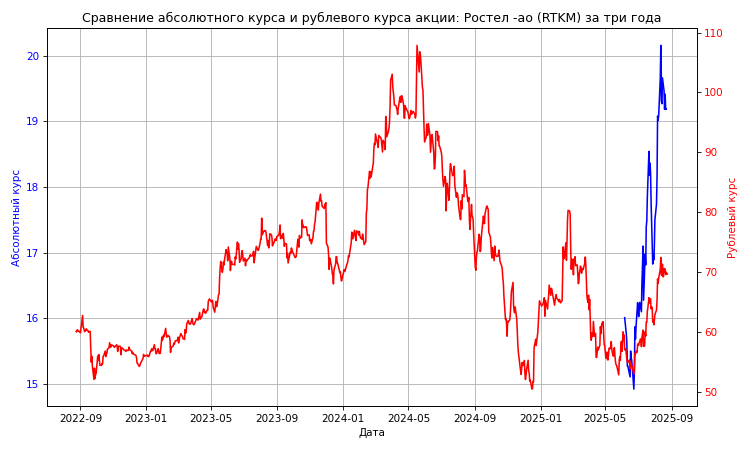 Сравнение абсолютного курса и рублевого курса акции: Ростел -ао (RTKM) за три года
Абсолютный курс
20
19
18
17
16
15
110
100
90
80
70
60
50
Рублевый курс
2022-09 2023-01 2023-05 2023-09 2024-01 2024-05 2024-09 2025-01 2025-05 2025-09
Дата